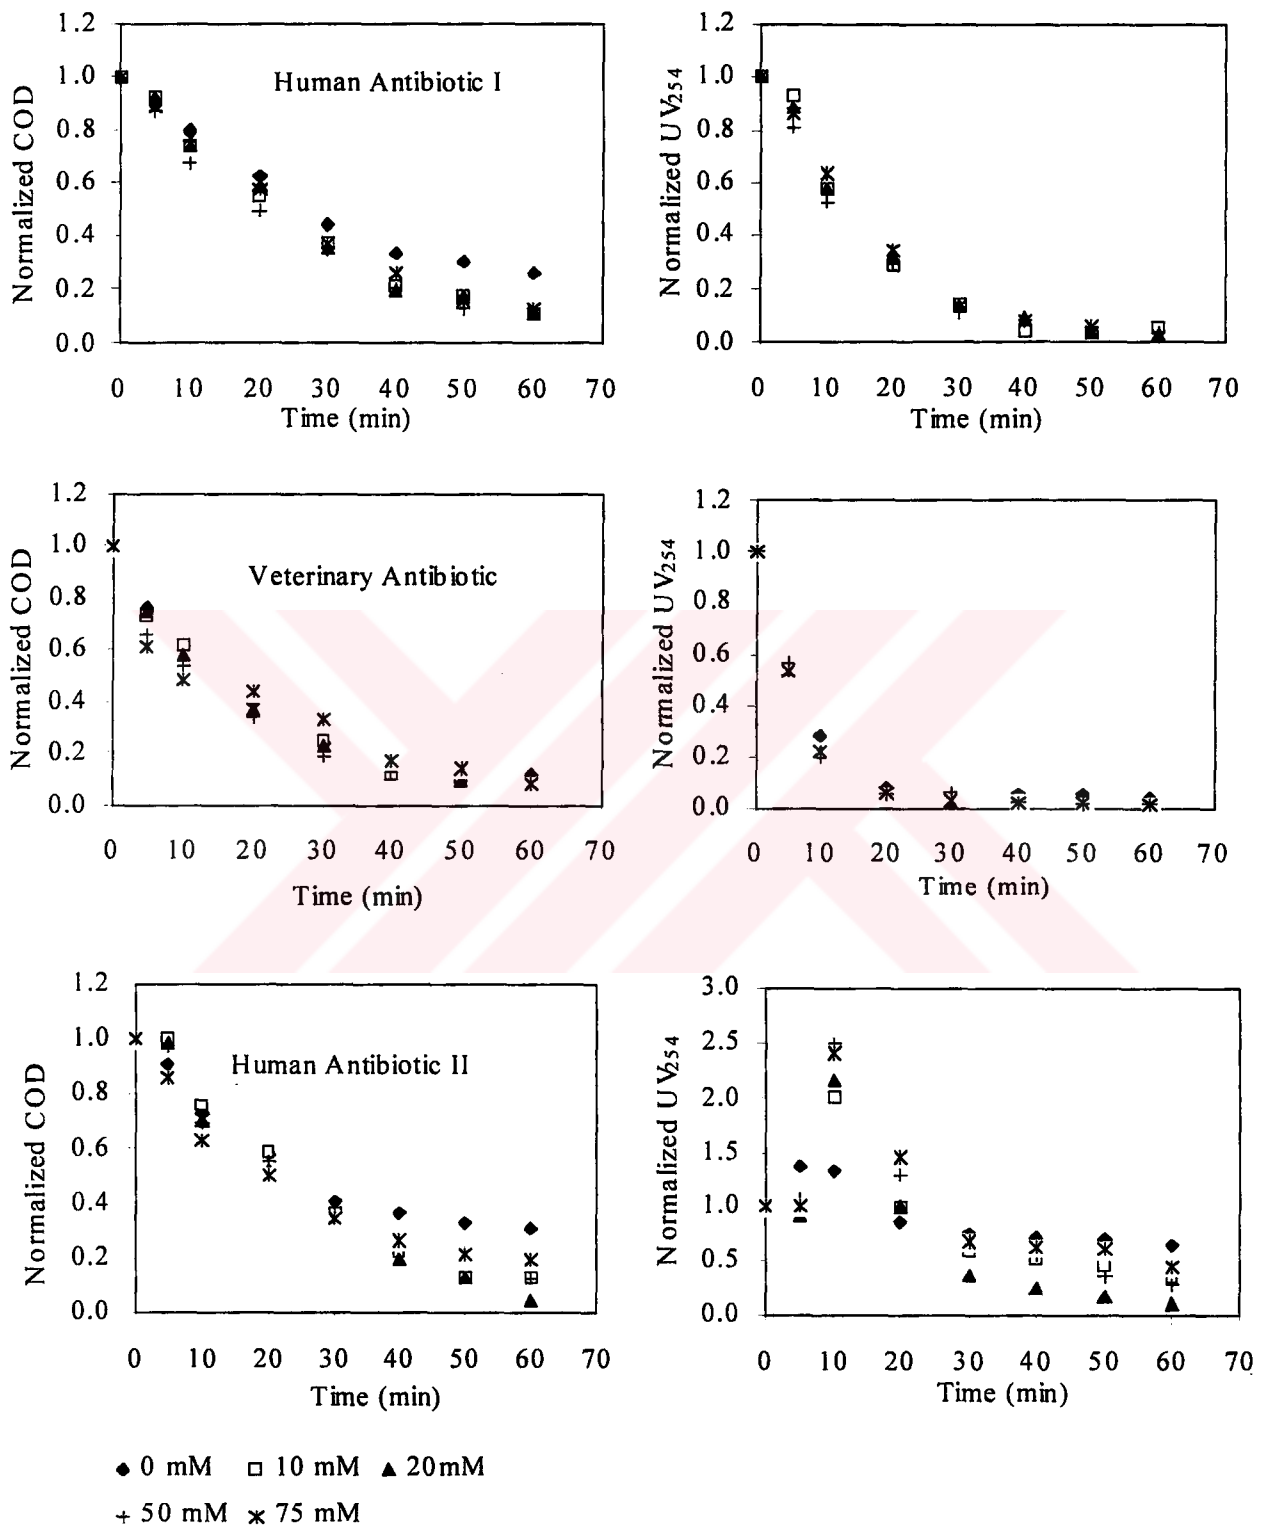 1.2
1.0
0.8
0.6
0.4
0.2
0.0
Normalized COD
Human Antibiotic I
0 10 20 30 40 50 60 70
Time (min)
1.2
1.0
0.8
0.6
0.4
0.2
0.0
Normalized UV254
0 10 20 30 40 50 60 70
Time (min)
1.2
1.0
0.8
0.6
0.4
0.2
0.0
Normalized COD
Veterinary Antibiotic
0 10 20 30 40 50 60 70
Time (min)
1.2
1.0
0.8
0.6
0.4
0.2
0.0
Normalized UV254
0 10 20 30 40 50 60 70
Time (min)
1.2
1.0
0.8
0.6
0.4
0.2
0.0
Normalized COD
Human Antibiotic II
0 10 20 30 40 50 60 70
Time (min)
3.0
2.5
2.0
1.5
1.0
0.5
0.0
Normalized UV254
0 10 20 30 40 50 60 70
Time (min)
0 mM 10 mM 20mM
50 mM 75 mM